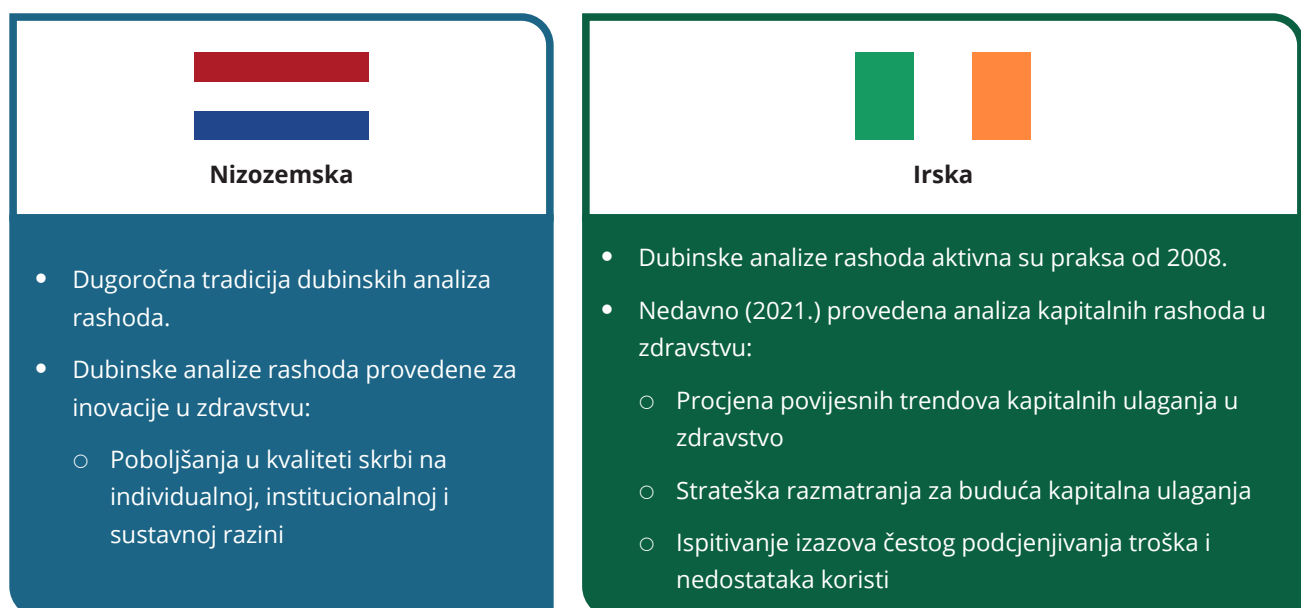 Nizozemska
• Dugoročna tradicija dubinskih analiza
rashoda.
• Dubinske analize rashoda provedene za
inovacije u zdravstvu:
○ Poboljšanja u kvaliteti skrbi na
individualnoj, institucionalnoj i
sustavnoj razini
Irska
• Dubinske analize rashoda aktivna su praksa od 2008.
• Nedavno (2021.) provedena analiza kapitalnih rashoda u
zdravstvu:
○ Procjena povijesnih trendova kapitalnih ulaganja u
zdravstvo
○ Strateška razmatranja za buduća kapitalna ulaganja
○ Ispitivanje izazova čestog podcjenjivanja troška i
nedostataka koristi